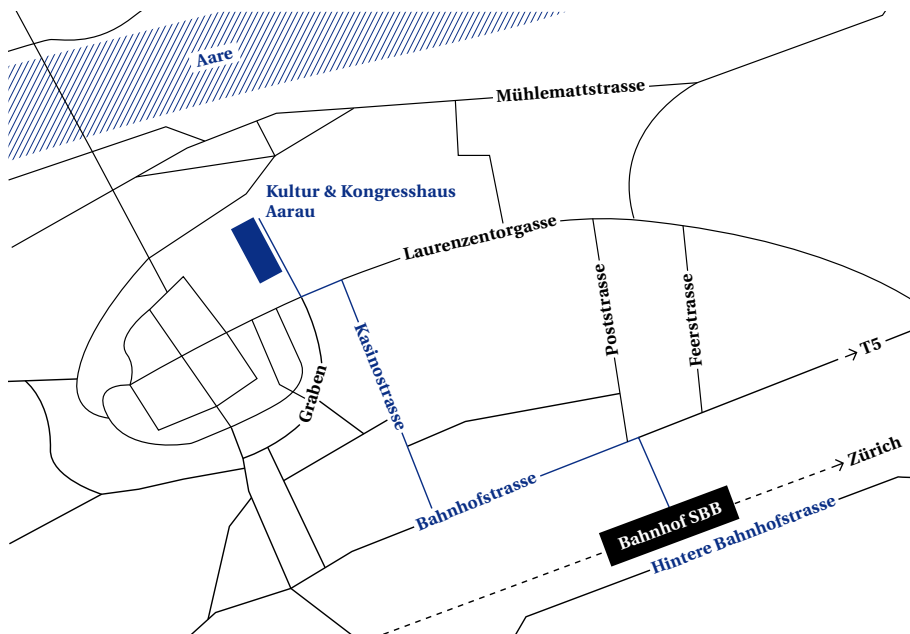 Aare
Mühlemattstrasse
Kultur & Kongresshaus
Aarau
Laurenzentorgasse
Poststrasse
Feerstrasse
Kasinostrasse
T5
Graben
Zürich
Bahnhofstrasse
Bahnhof SBB
Hintere Bahnhofstrasse